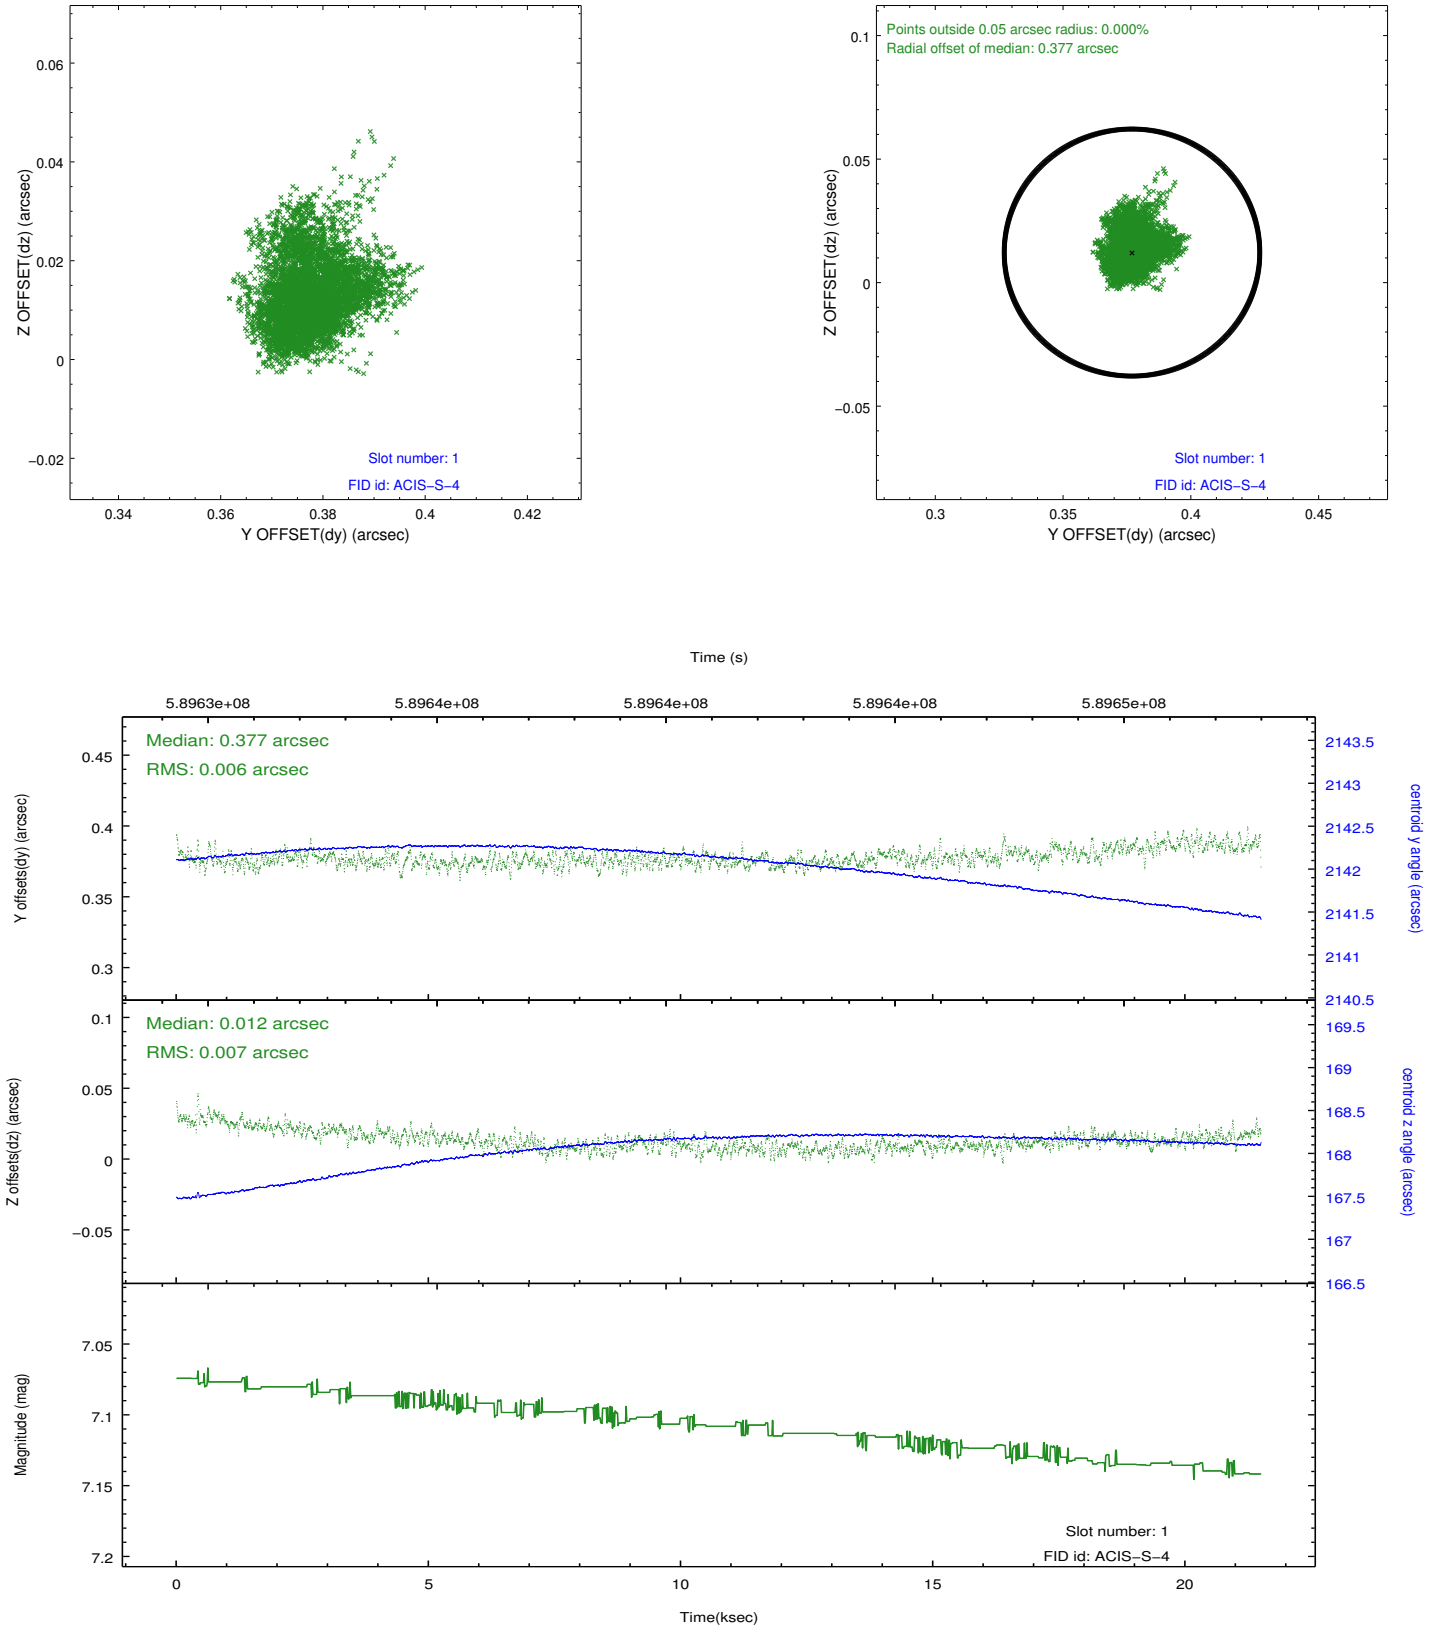 0.06
0.04
0.02
0
−0.02
Z OFFSET(dz) (arcsec)
Slot number: 1
FID id: ACIS−S−4
0.34
0.36
0.38
0.4
0.42
Y OFFSET(dy) (arcsec)
Points outside 0.05 arcsec radius: 0.000%
Radial offset of median: 0.377 arcsec
0.1
0.05
0
−0.05
Z OFFSET(dz) (arcsec)
Slot number: 1
FID id: ACIS−S−4
0.3
0.35
0.4
0.45
Y OFFSET(dy) (arcsec)
Time (s)
5.8963e+08
5.8964e+08
5.8964e+08
5.8964e+08
5.8965e+08
Median: 0.377 arcsec
RMS: 0.006 arcsec
0.45
0.4
0.35
0.3
Y offsets(dy) (arcsec)
2143.5
2143
2142.5
2142
2141.5
2141
2140.5
centroid y angle (arcsec)
Median: 0.012 arcsec
RMS: 0.007 arcsec
0.1
0.05
0
−0.05
Z offsets(dz) (arcsec)
169.5
169
168.5
168
167.5
167
166.5
centroid z angle (arcsec)
7.05
7.1
7.15
7.2
Magnitude (mag)
Slot number: 1
FID id: ACIS−S−4
0
5
10
15
20
Time(ksec)